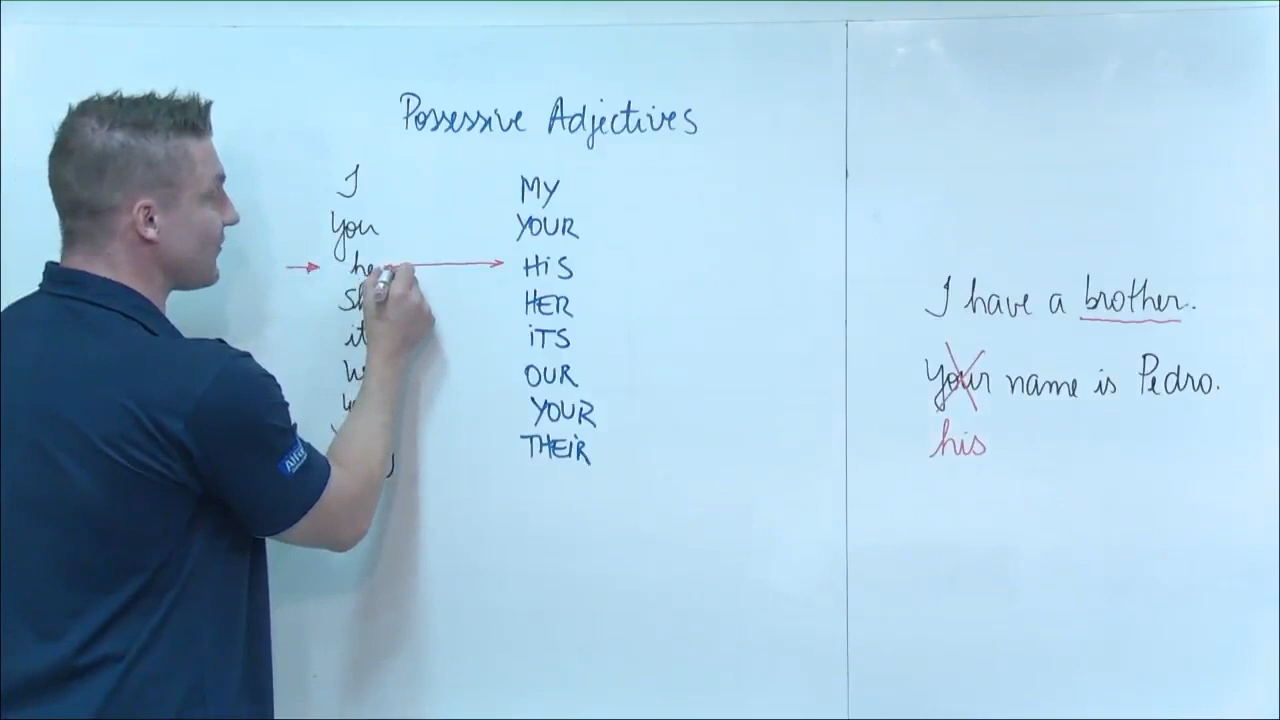 Possessive Adjectives
I MY
You YOUR
he HiS
HER
iTS
OUR
YOUR
THEiR
I have a brother.
Your name is Pedro.
his